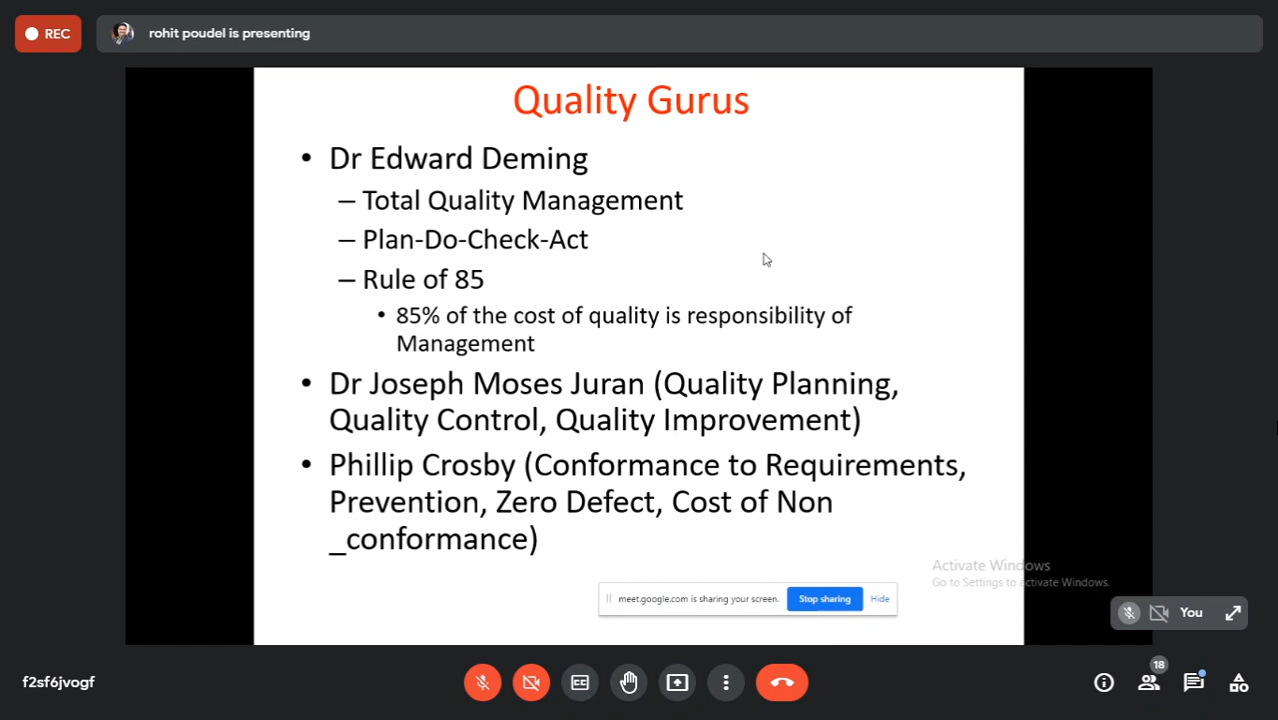 REC
rohit poudel is presenting
Quality Gurus
• Dr Edward Deming
– Total Quality Management
– Plan-Do-Check-Act
– Rule of 85
• 85% of the cost of quality is responsibility of
Management
• Dr Joseph Moses Juran (Quality Planning,
Quality Control, Quality Improvement)
• Phillip Crosby (Conformance to Requirements,
Prevention, Zero Defect, Cost of Non
_conformance)
Activate Windows
Go to Settings to activate Windows.
meet.google.com is sharing your screen.
Stop sharing
Hide
You
f2sf6jvogf
CC
18